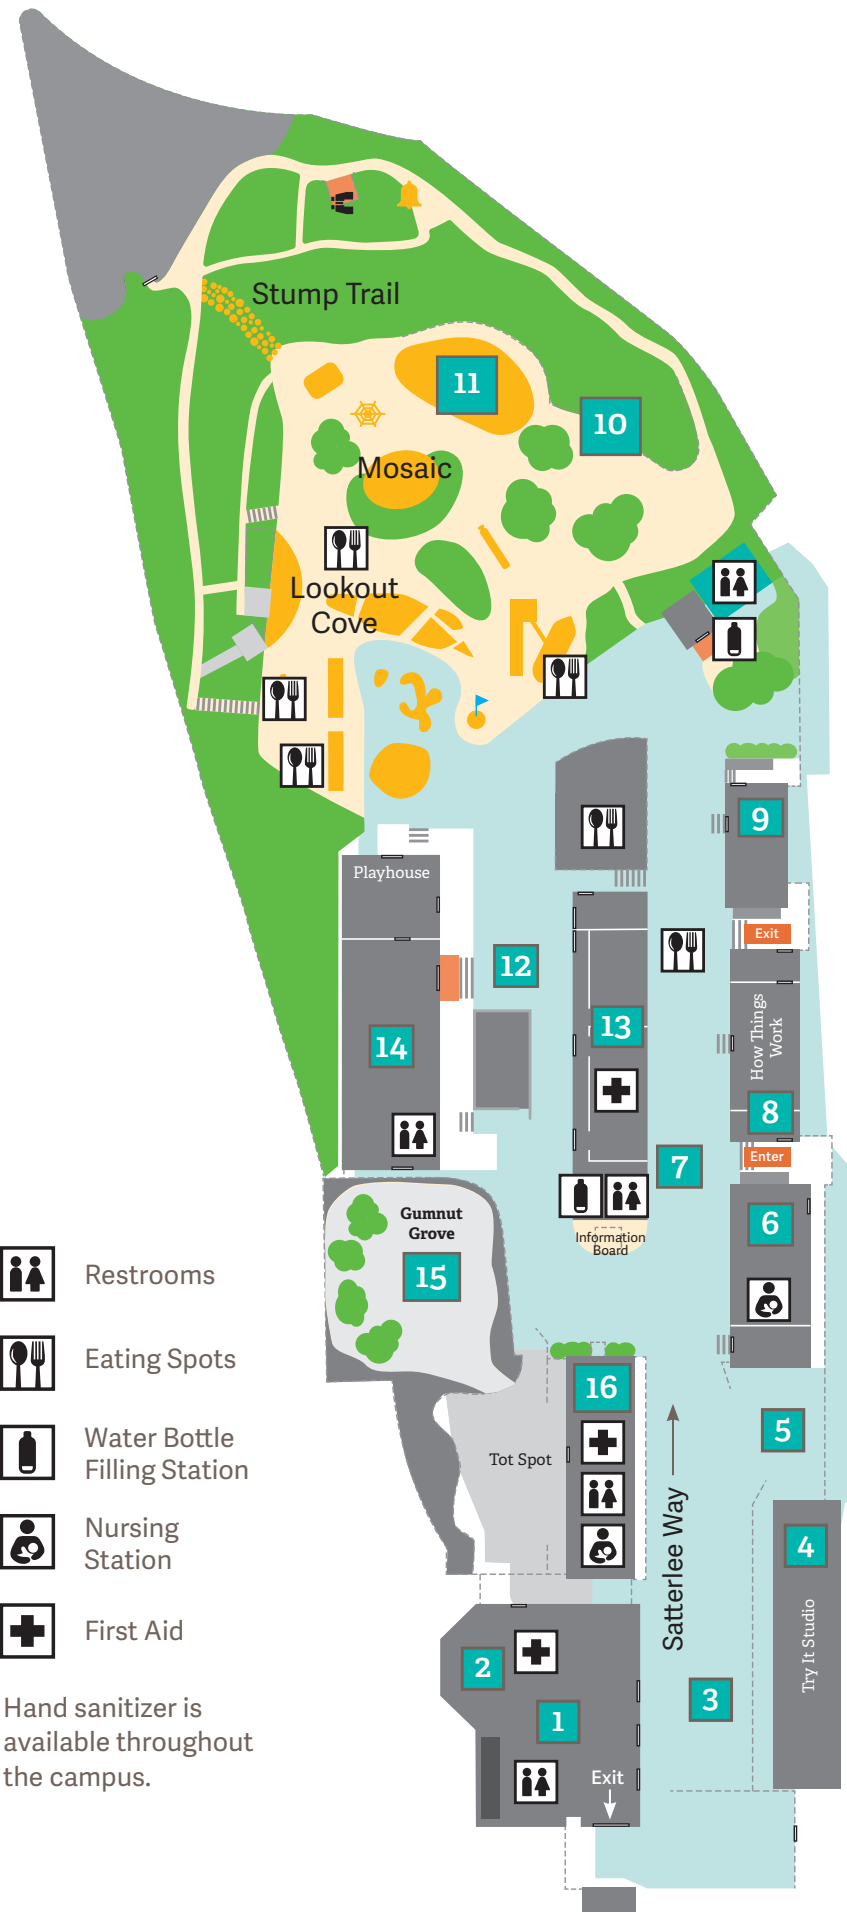 Stump Trail
11
10
Mosaic
Lookout
Cove
9
Playhouse
Exit
12
13
14
How Things
Work
8
Enter
7
6
Information
Board
Gumnut
Grove
15
Restrooms
Eating Spots
Water Bottle
Filling Station
Nursing
Station
First Aid
Hand sanitizer is
available throughout
the campus.
16
Tot Spot
5
Satterlee Way
4
Try It Studio
2
3
1
Exit